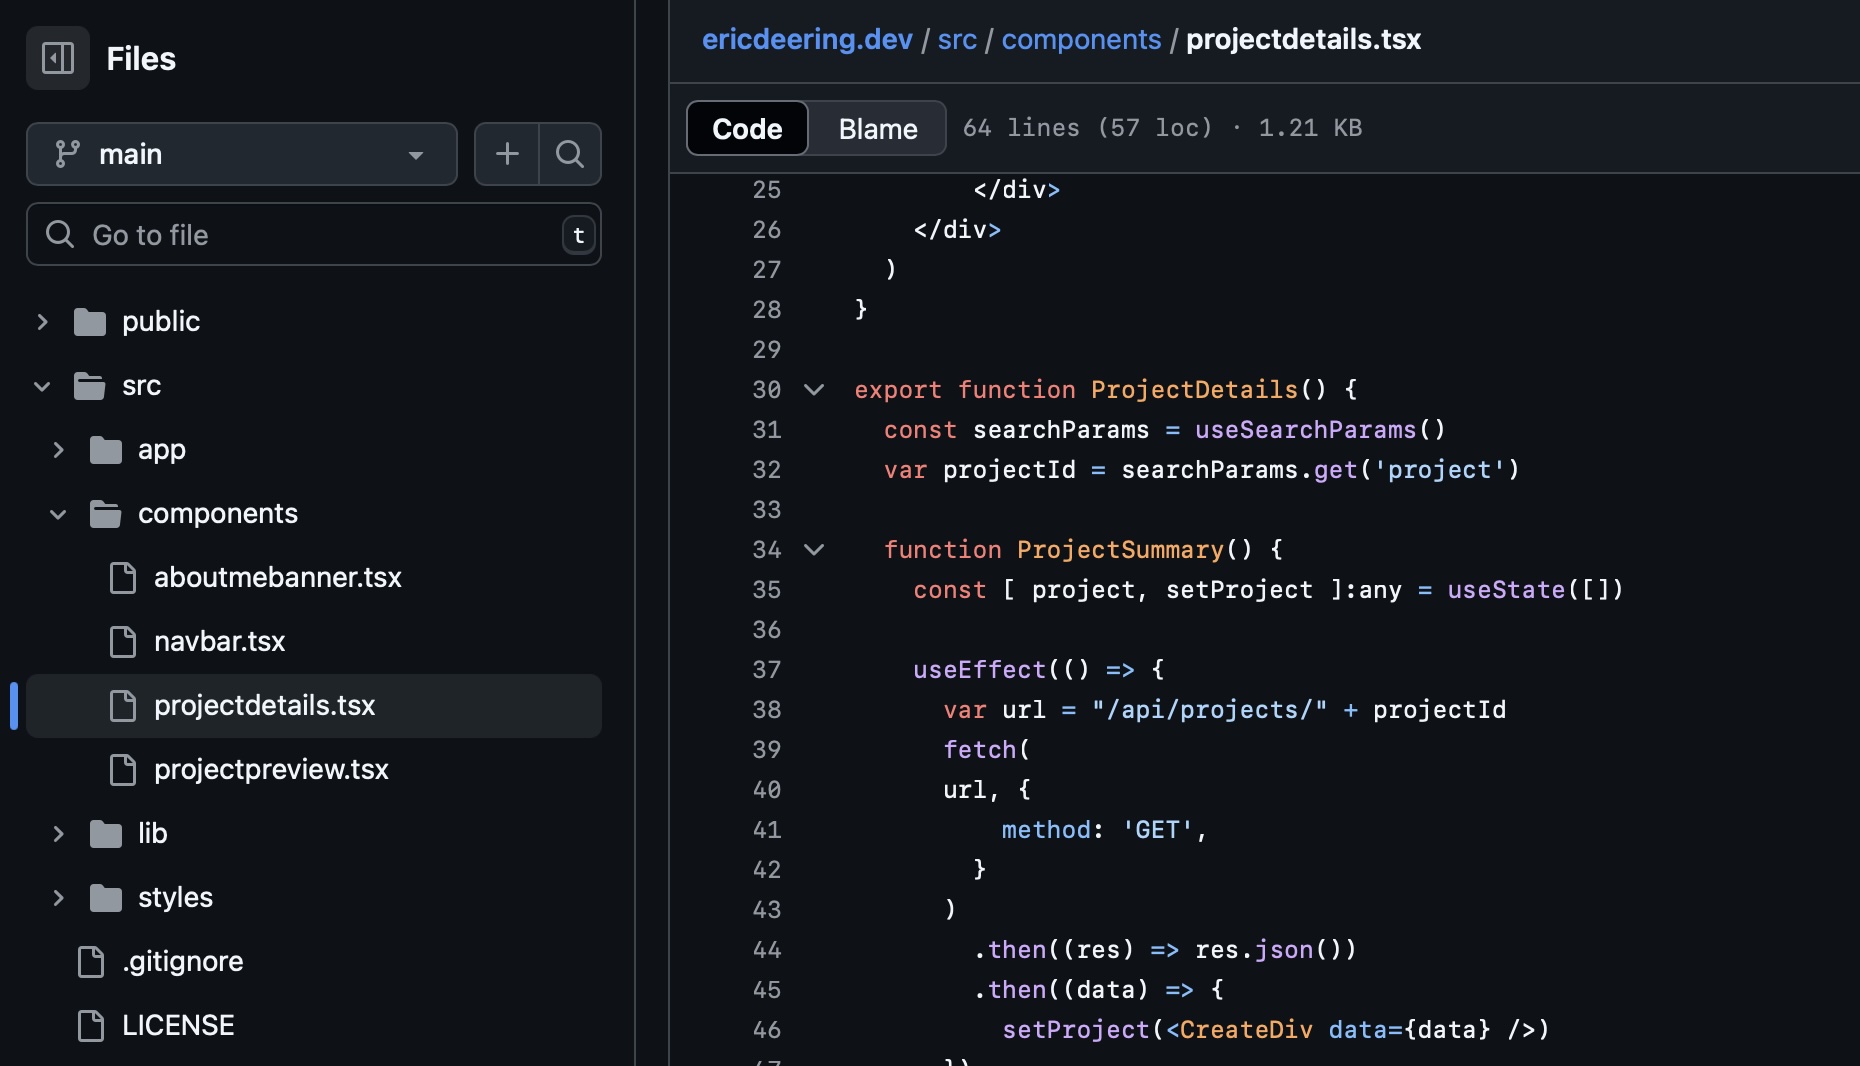 Files
main
Go to file t
public
src
app
components
aboutmebanner.tsx
navbar.tsx
projectdetails.tsx
projectpreview.tsx
lib
styles
.gitignore
LICENSE
ericdeering.dev / src / components / projectdetails.tsx
Code Blame 64 lines (57 loc) · 1.21 KB
25 </div>
26 </div>
27 )
28 }
29
30 export function ProjectDetails() {
31 const searchParams = useSearchParams()
32 var projectId = searchParams.get('project')
33
34 function ProjectSummary() {
35 const [ project, setProject ]:any = useState([])
36
37 useEffect(() => {
38 var url = "/api/projects/" + projectId
39 fetch(
40 url, {
41 method: 'GET',
42 }
43 )
44 .then((res) => res.json())
45 .then((data) => {
46 setProject(<CreateDiv data={data} />)
47 })